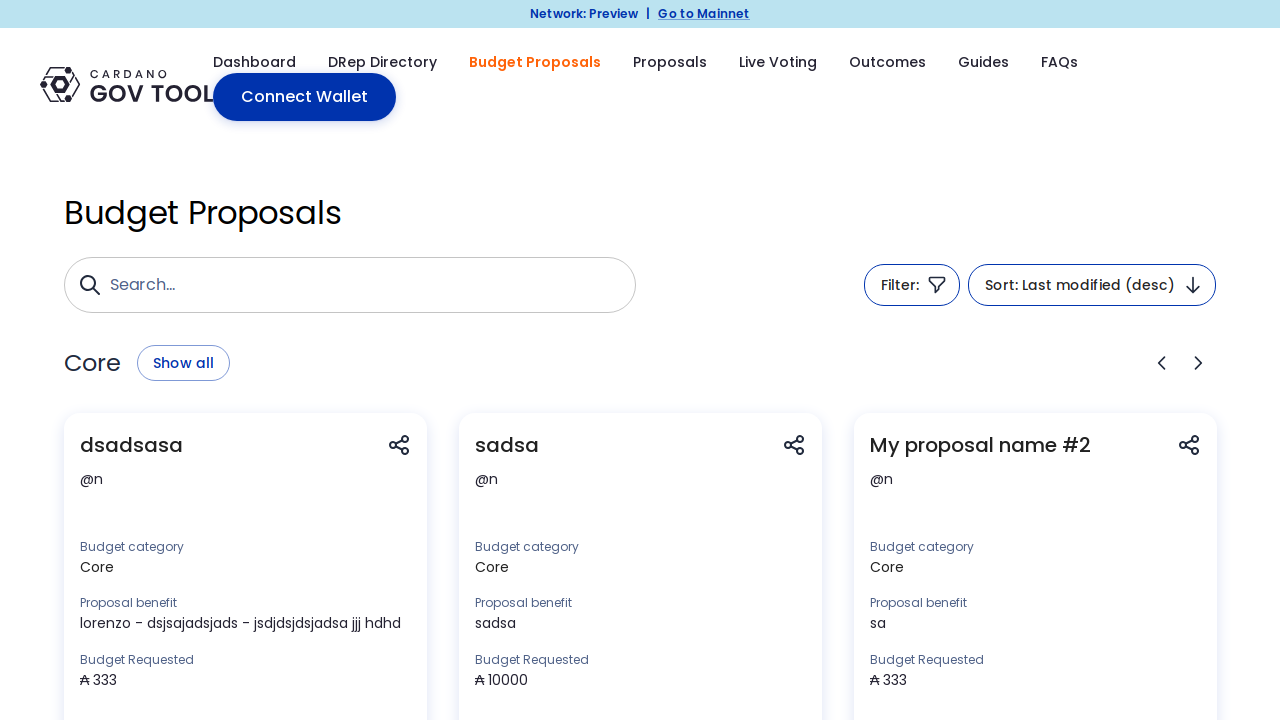 Network: Preview | Go to Mainnet
CARDANO
GOV TOOL
Dashboard DRep Directory Budget Proposals Proposals Live Voting Outcomes Guides FAQs
Connect Wallet
Budget Proposals
Search...
Filter:
Sort: Last modified (desc)
Core
Show all
dsadsasa
@n
Budget category
Core
Proposal benefit
lorenzo - dsjsajadsjads - jsdjdsjdsjadsa jjj hdhd
Budget Requested
₳ 333
sadsa
@n
Budget category
Core
Proposal benefit
sadsa
Budget Requested
₳ 10000
My proposal name #2
@n
Budget category
Core
Proposal benefit
sa
Budget Requested
₳ 333